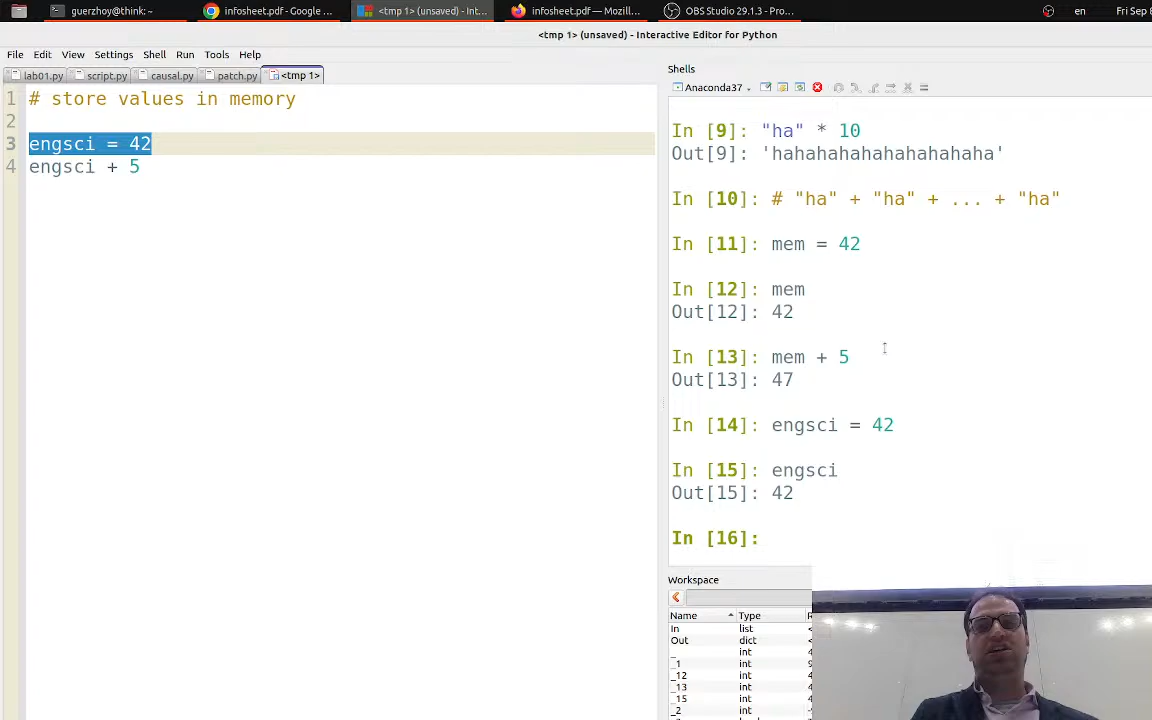 guerzhoy@think: ~
infosheet.pdf - Google ...
<tmp 1> (unsaved) - Int...
infosheet.pdf — Mozill...
OBS Studio 29.1.3 - Pro...
en
Fri Sep 8
<tmp 1> (unsaved) - Interactive Editor for Python
File Edit View Settings Shell Run Tools Help
lab01.py script.py causal.py patch.py <tmp 1>
1 # store values in memory
2
3 engsci = 42
4 engsci + 5
Shells
Anaconda37
In [9]: "ha" * 10
Out[9]: 'hahahahahahahahahaha'
In [10]: # "ha" + "ha" + ... + "ha"
In [11]: mem = 42
In [12]: mem
Out[12]: 42
In [13]: mem + 5
Out[13]: 47
In [14]: engsci = 42
In [15]: engsci
Out[15]: 42
In [16]:
Workspace
Name Type
In list
Out dict
_ int
_1 int
_12 int
_13 int
_15 int
_2 int